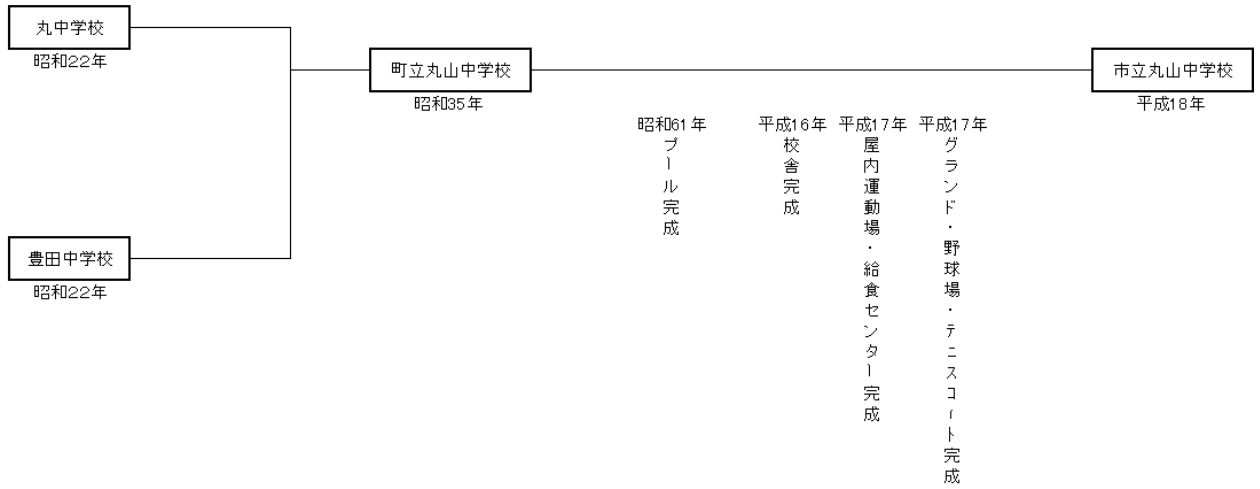 丸中学校
昭和22年
豊田中学校
昭和22年
町立丸山中学校
昭和35年
昭和61年
プール完成
平成16年
校舎完成
平成17年
屋内運動場・給食センター完成
平成17年
グランド・野球場・テニスコート完成
市立丸山中学校
平成18年